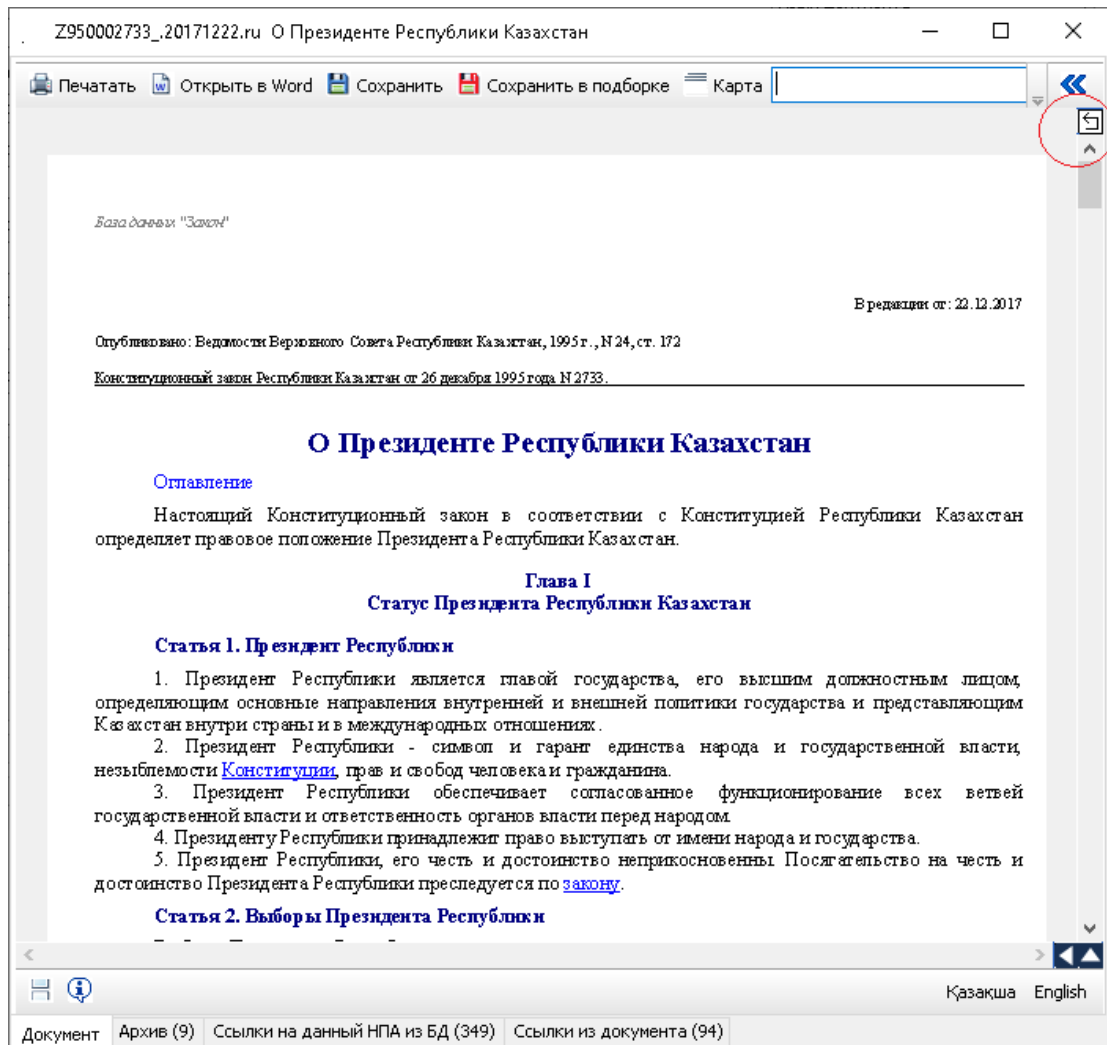 Z950002733_.20171222.ru О Президенте Республики Казахстан
Печатать Открыть в Word Сохранить Сохранить в подборке Карта
База данных "Закон"
В редакции от: 22.12.2017
Опубликовано: Ведомости Верховного Совета Республики Казахстан, 1995 г., N 24, ст. 172
Конституционный закон Республики Казахстан от 26 декабря 1995 года N 2733.
О Президенте Республики Казахстан
Оглавление
Настоящий Конституционный закон в соответствии с Конституцией Республики Казахстан
определяет правовое положение Президента Республики Казахстан.
Глава I
Статус Президента Республики Казахстан
Статья 1. Президент Республики
1. Президент Республики является главой государства, его высшим должностным лицом,
определяющим основные направления внутренней и внешней политики государства и представляющим
Казахстан внутри страны и в международных отношениях.
2. Президент Республики - символ и гарант единства народа и государственной власти,
незыблемости Конституции, прав и свобод человека и гражданина.
3. Президент Республики обеспечивает согласованное функционирование всех ветвей
государственной власти и ответственность органов власти перед народом.
4. Президенту Республики принадлежит право выступать от имени народа и государства.
5. Президент Республики, его честь и достоинство неприкосновенны. Посягательство на честь и
достоинство Президента Республики преследуется по закону.
Статья 2. Выборы Президента Республики
Қазақша English
Документ Архив (9) Ссылки на данный НПА из БД (349) Ссылки из документа (94)